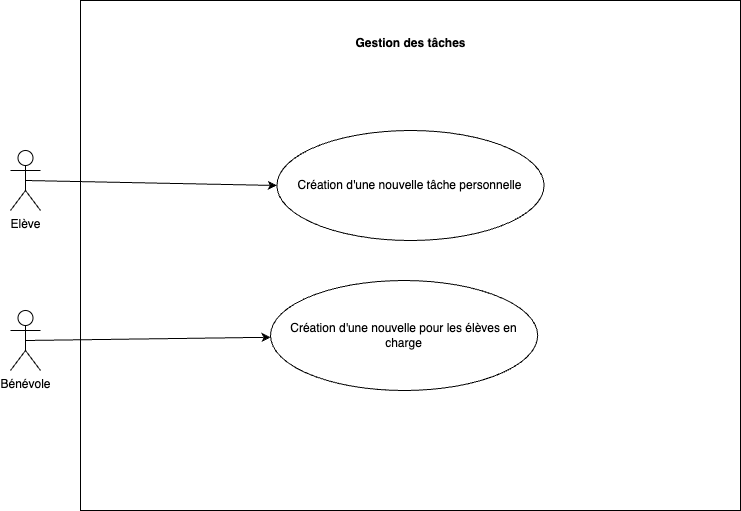 Gestion des tâches
Création d'une nouvelle tâche personnelle
Elève
Création d'une nouvelle pour les élèves en
charge
Bénévole